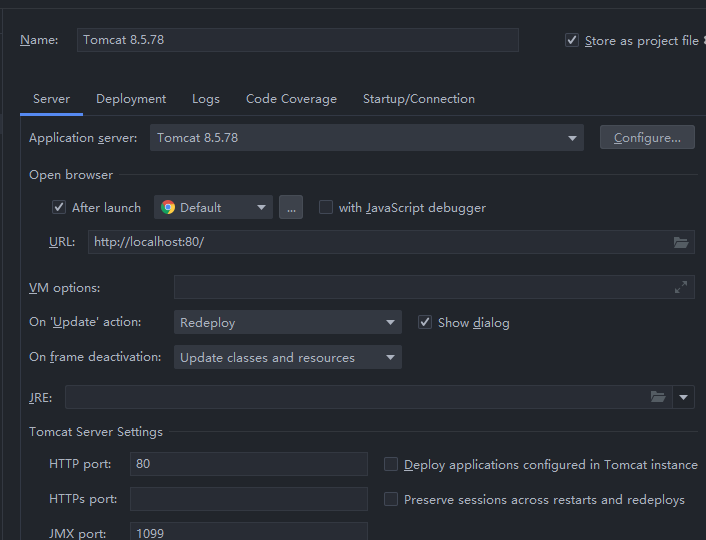 Name: Tomcat 8.5.78 Store as project file
Server Deployment Logs Code Coverage Startup/Connection
Application server: Tomcat 8.5.78 Configure...
Open browser
After launch Default ... with JavaScript debugger
URL: http://localhost:80/
VM options:
On 'Update' action: Redeploy Show dialog
On frame deactivation: Update classes and resources
JRE:
Tomcat Server Settings
HTTP port: 80 Deploy applications configured in Tomcat instance
HTTPs port: Preserve sessions across restarts and redeploys
JMX port: 1099